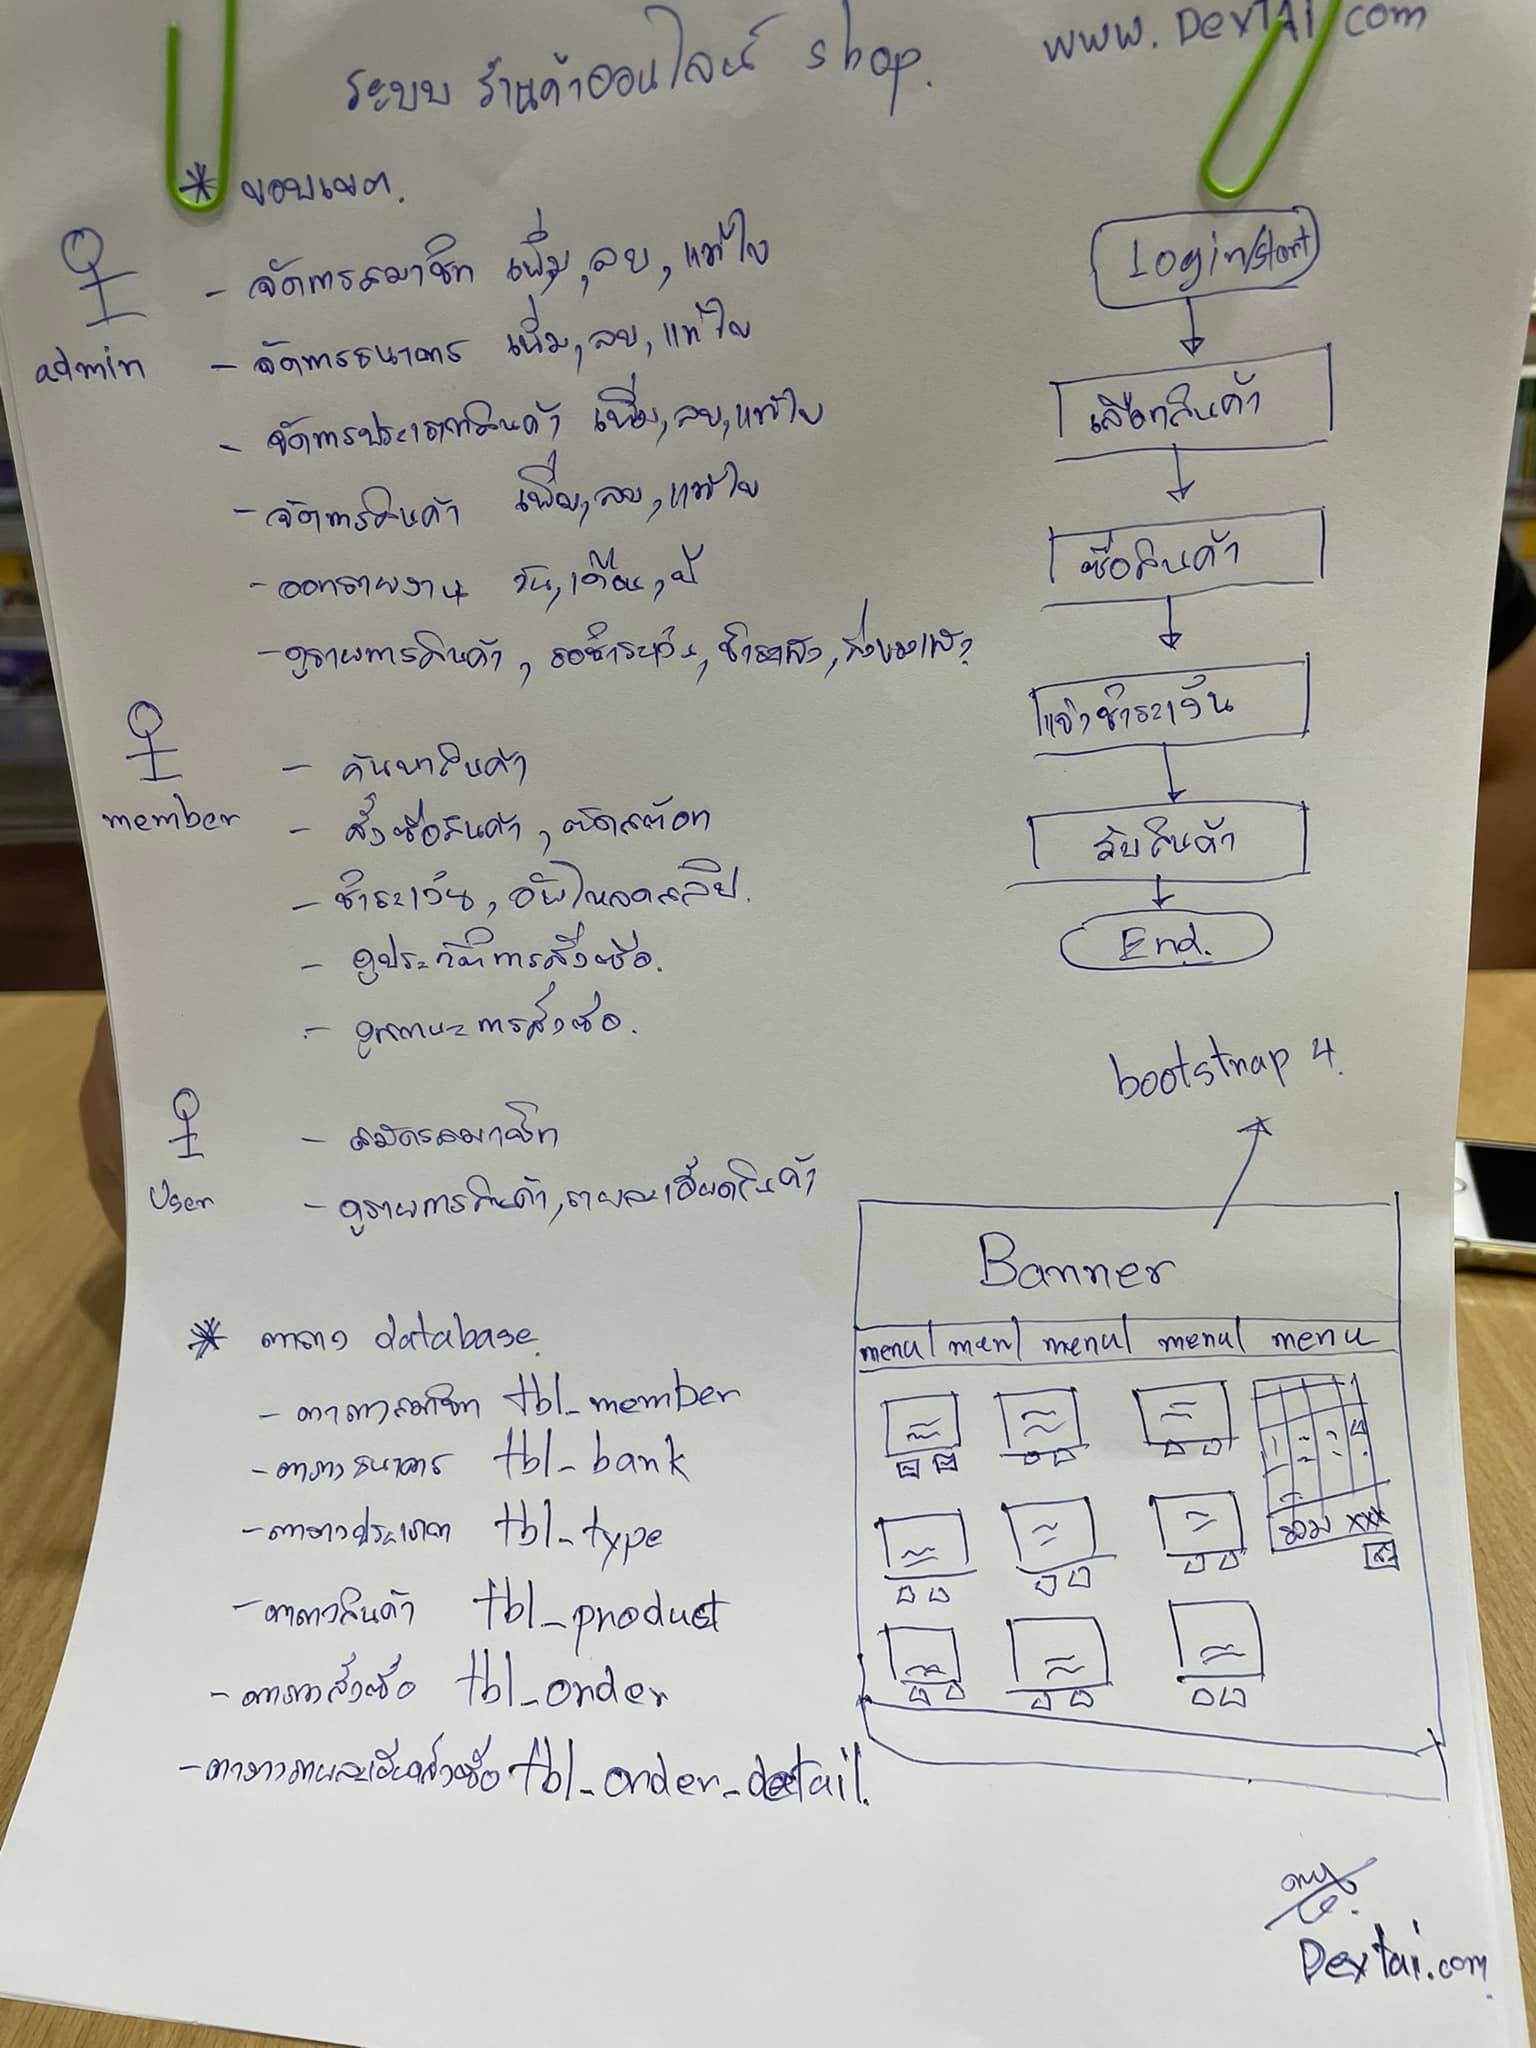 ระบบ ร้านค้าออนไลน์ shop. www.DevTAI.com
* ขอบเขต.
admin
- จัดการสมาชิก เพิ่ม, ลบ, แก้ไข
- จัดการธนาคาร เพิ่ม, ลบ, แก้ไข
- จัดการประเภทสินค้า เพิ่ม, ลบ, แก้ไข
- จัดการสินค้า เพิ่ม, ลบ, แก้ไข
- ออกรายงาน วัน, เดือน, ปี
- ดูรายการสินค้า, รอชำระเงิน, ชำระแล้ว, ส่งของแล้ว
member
- ค้นหาสินค้า
- สั่งซื้อสินค้า, ตัดสต๊อก
- ชำระเงิน, อัพโหลดสลิป.
- ดูประวัติการสั่งซื้อ.
- ดูสถานะการสั่งซื้อ.
User
- สมัครสมาชิก
- ดูรายการสินค้า, รายละเอียดสินค้า
* ตาราง database.
- ตารางสมาชิก tbl_member
- ตารางธนาคาร tbl_bank
- ตารางประเภท tbl_type
- ตารางสินค้า tbl_product
- ตารางสั่งซื้อ tbl_order
- ตารางรายละเอียดสั่งซื้อ tbl_order_detail.
Login/Start
เลือกสินค้า
ซื้อสินค้า
แจ้งชำระเงิน
รับสินค้า
End.
bootstrap 4.
Banner
menu | menu | menu | menu | menu
รวม xxx
Devtai.com